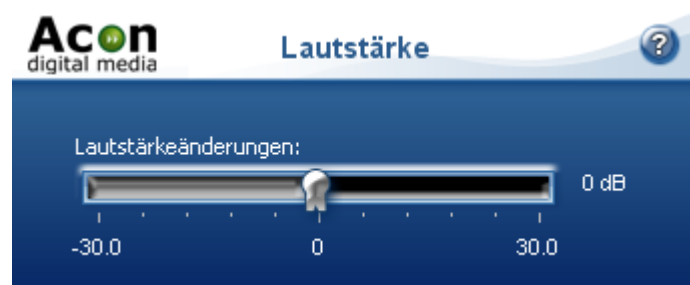 Acon
digital media
Lautstärke
?
Lautstärkeänderungen:
0 dB
-30.0 0 30.0